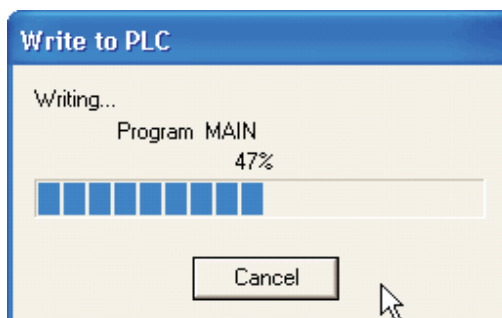 Write to PLC
Writing...
Program MAIN
47%
Cancel